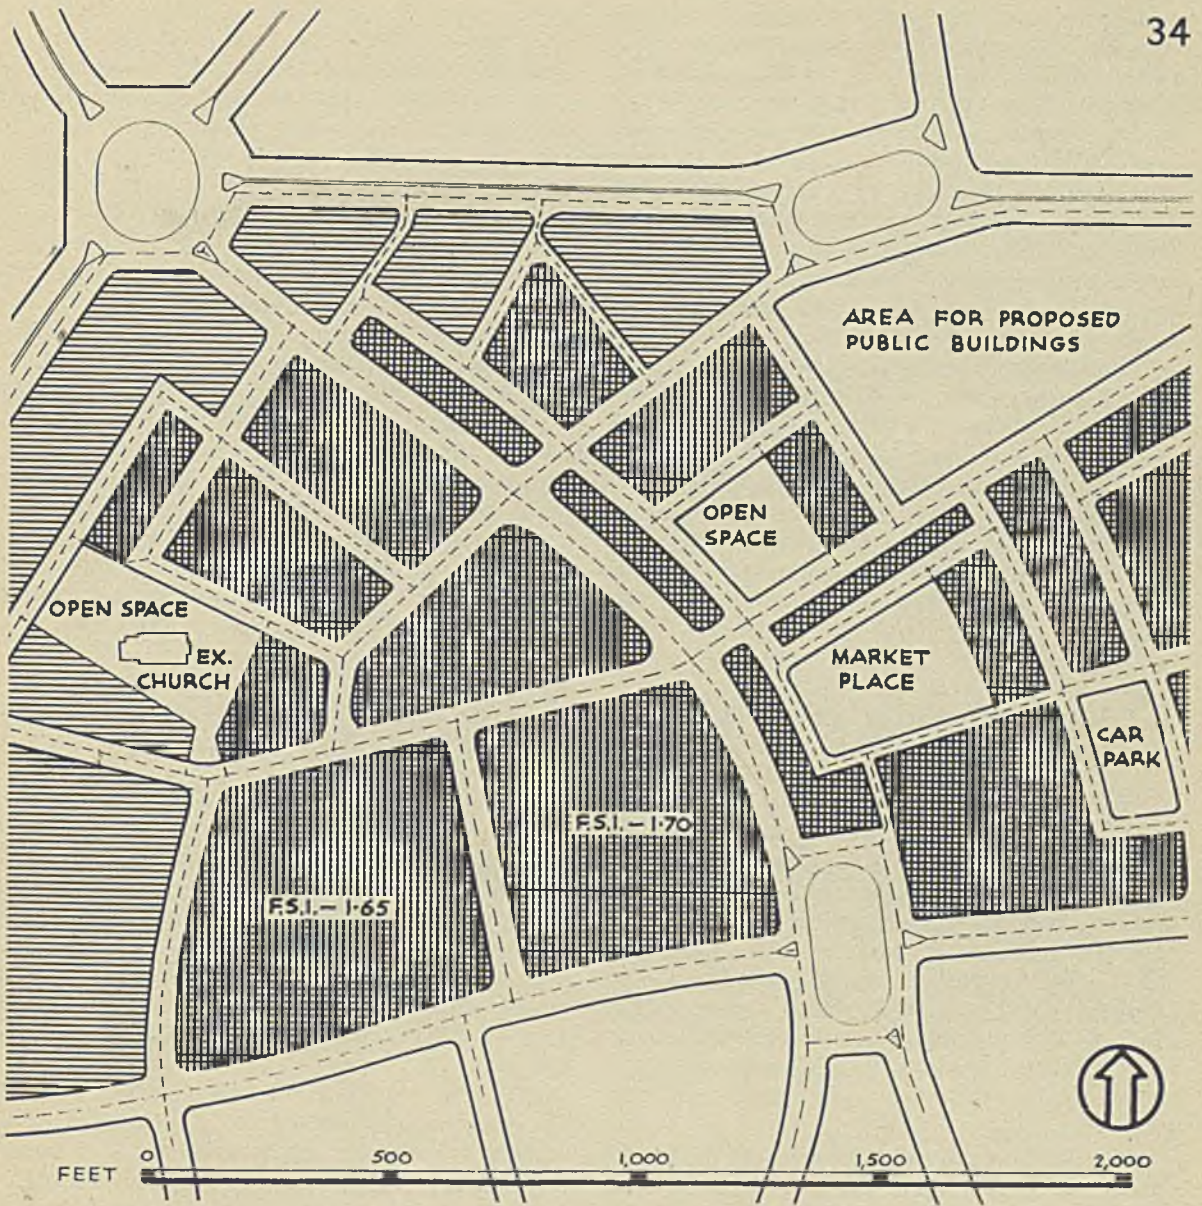 34
AREA FOR PROPOSED
PUBLIC BUILDINGS
OPEN
SPACE
OPEN SPACE
EX.
CHURCH
MARKET
PLACE
CAR
PARK
F.S.I. – 1·70
F.S.I. – 1·65
FEET 0 500 1,000 1,500 2,000